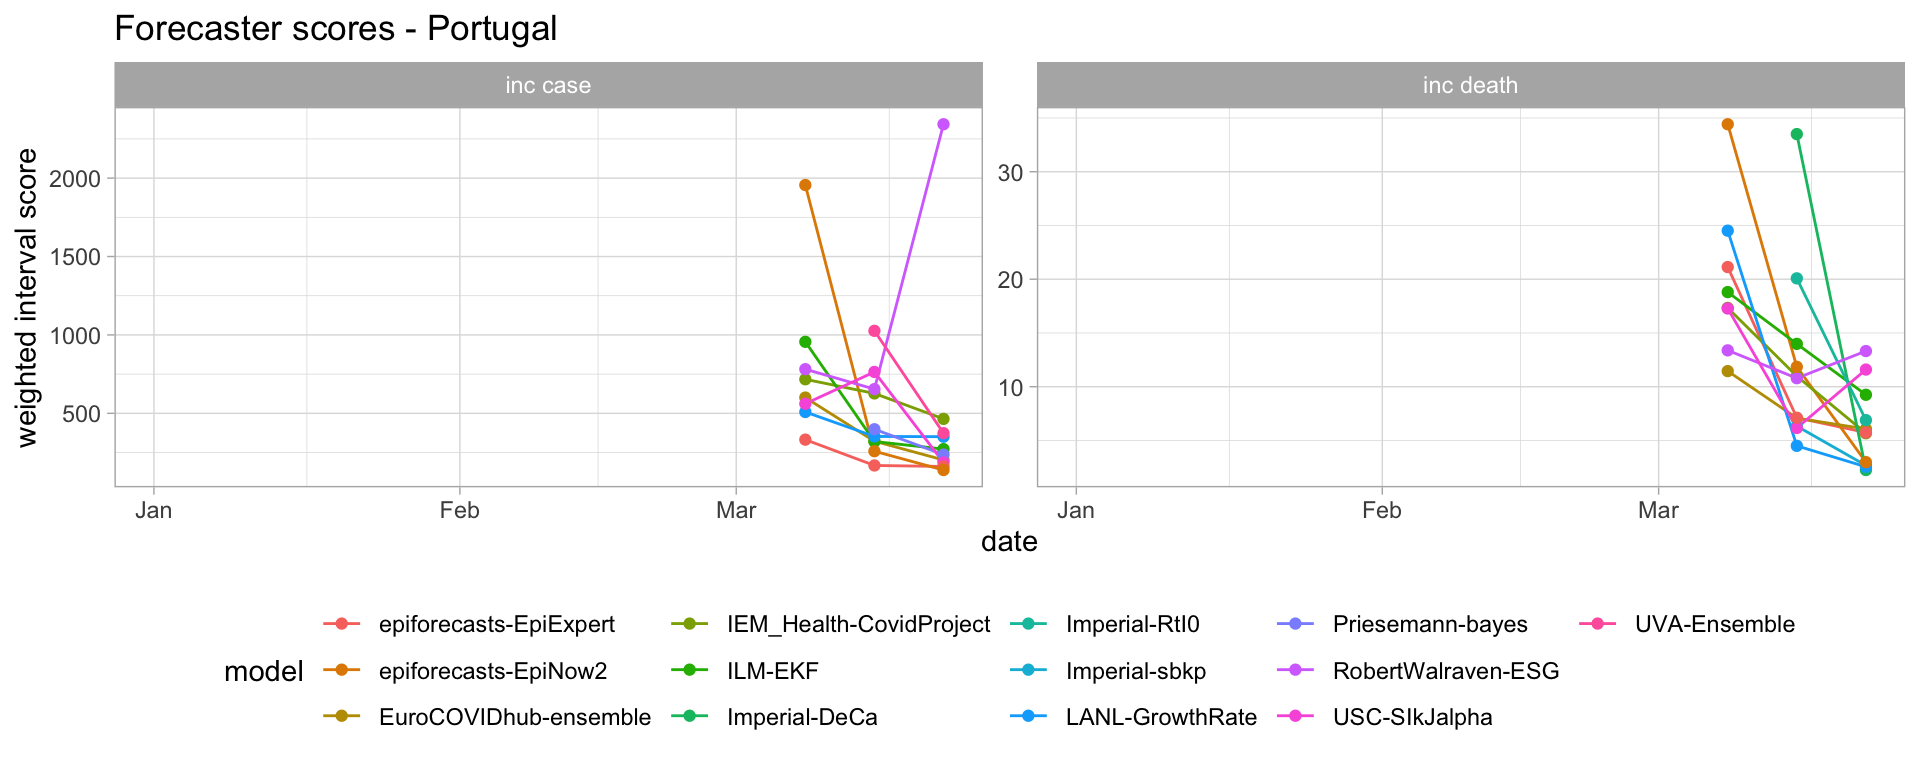 Forecaster scores - Portugal
inc case
inc death
weighted interval score
2000
1500
1000
500
30
20
10
Jan
Feb
Mar
Jan
Feb
Mar
date
model
epiforecasts-EpiExpert
epiforecasts-EpiNow2
EuroCOVIDhub-ensemble
IEM_Health-CovidProject
ILM-EKF
Imperial-DeCa
Imperial-RtI0
Imperial-sbkp
LANL-GrowthRate
Priesemann-bayes
RobertWalraven-ESG
USC-SIkJalpha
UVA-Ensemble